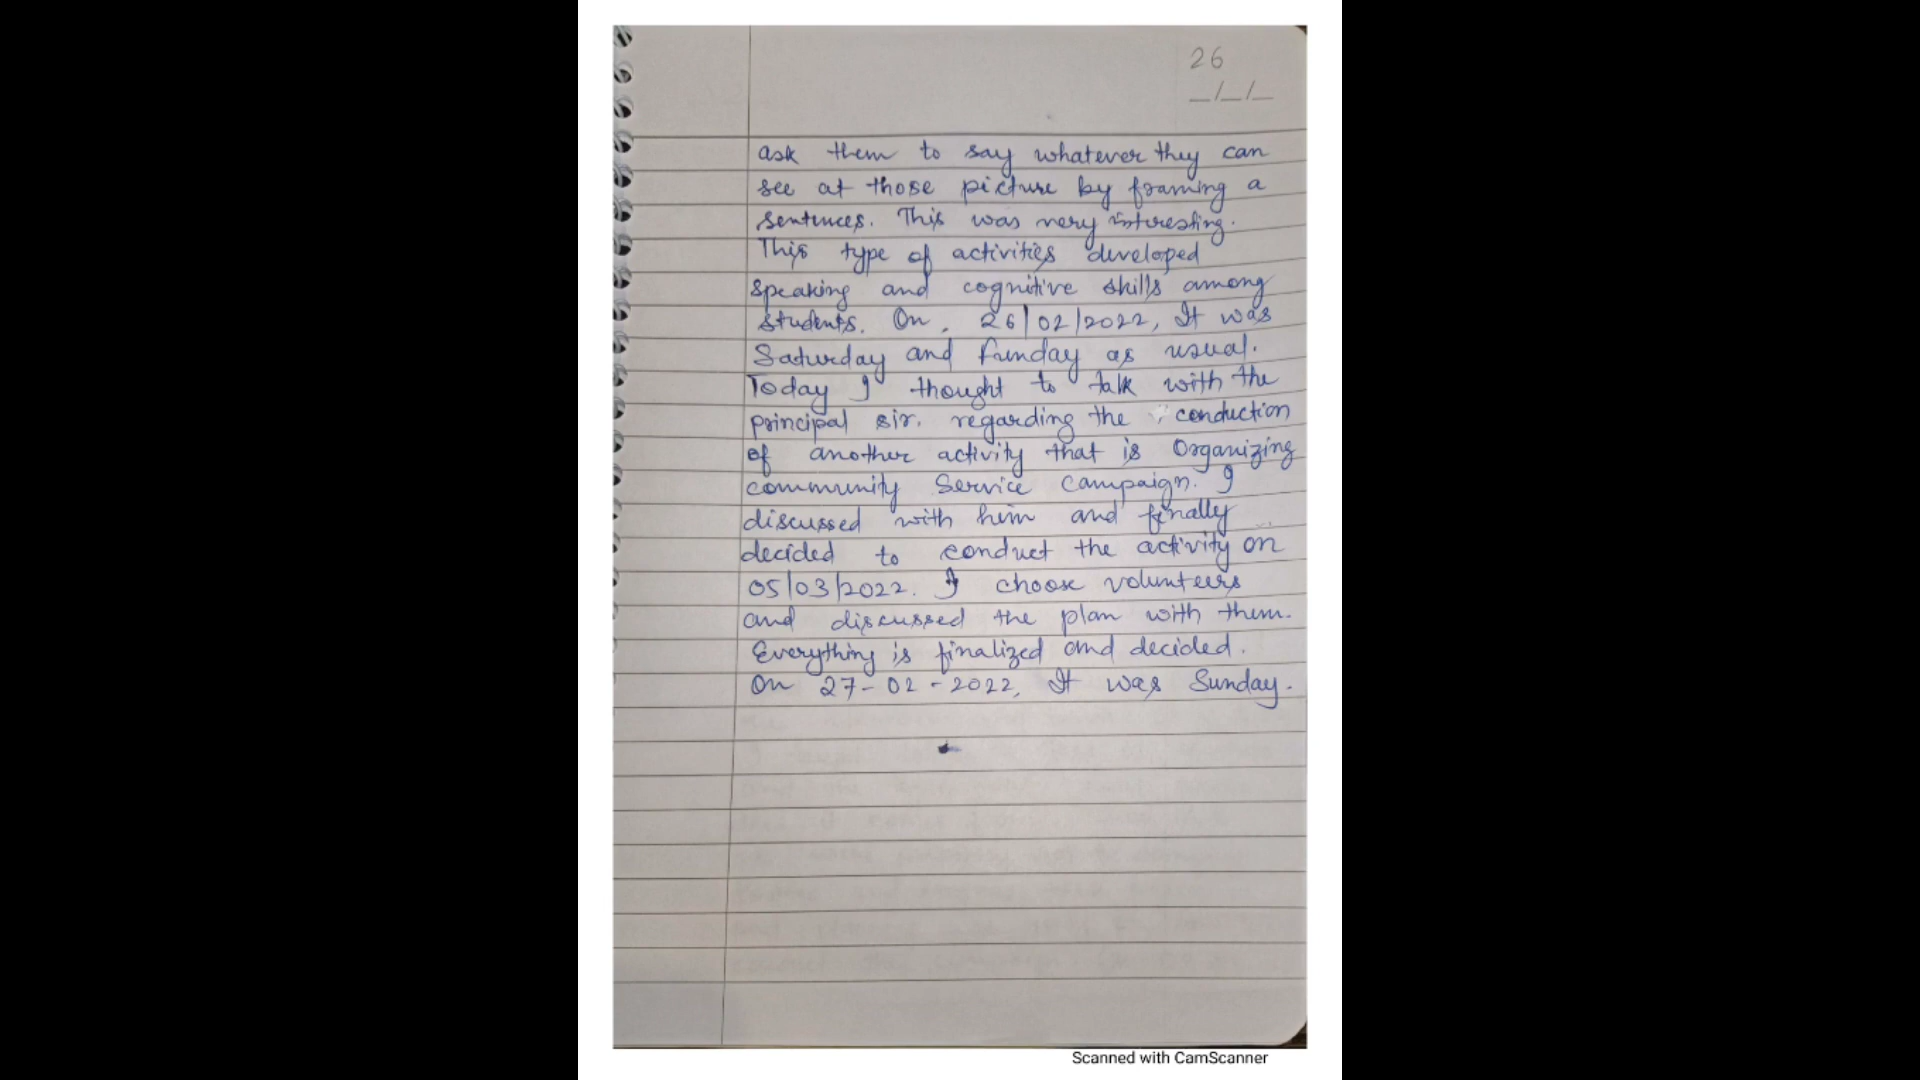 26
_/_/_
ask them to say whatever they can
see at those picture by framing a
sentences. This was very interesting.
This type of activities developed
speaking and cognitive skills among
students. On, 26/02/2022, It was
Saturday and Funday as usual.
Today I thought to talk with the
principal sir. regarding the conduction
of another activity that is Organizing
community Service Campaign. I
discussed with him and finally
decided to conduct the activity on
05/03/2022. I choose volunteers
and discussed the plan with them.
Everything is finalized and decided.
On 27-02-2022, It was Sunday.
Scanned with CamScanner